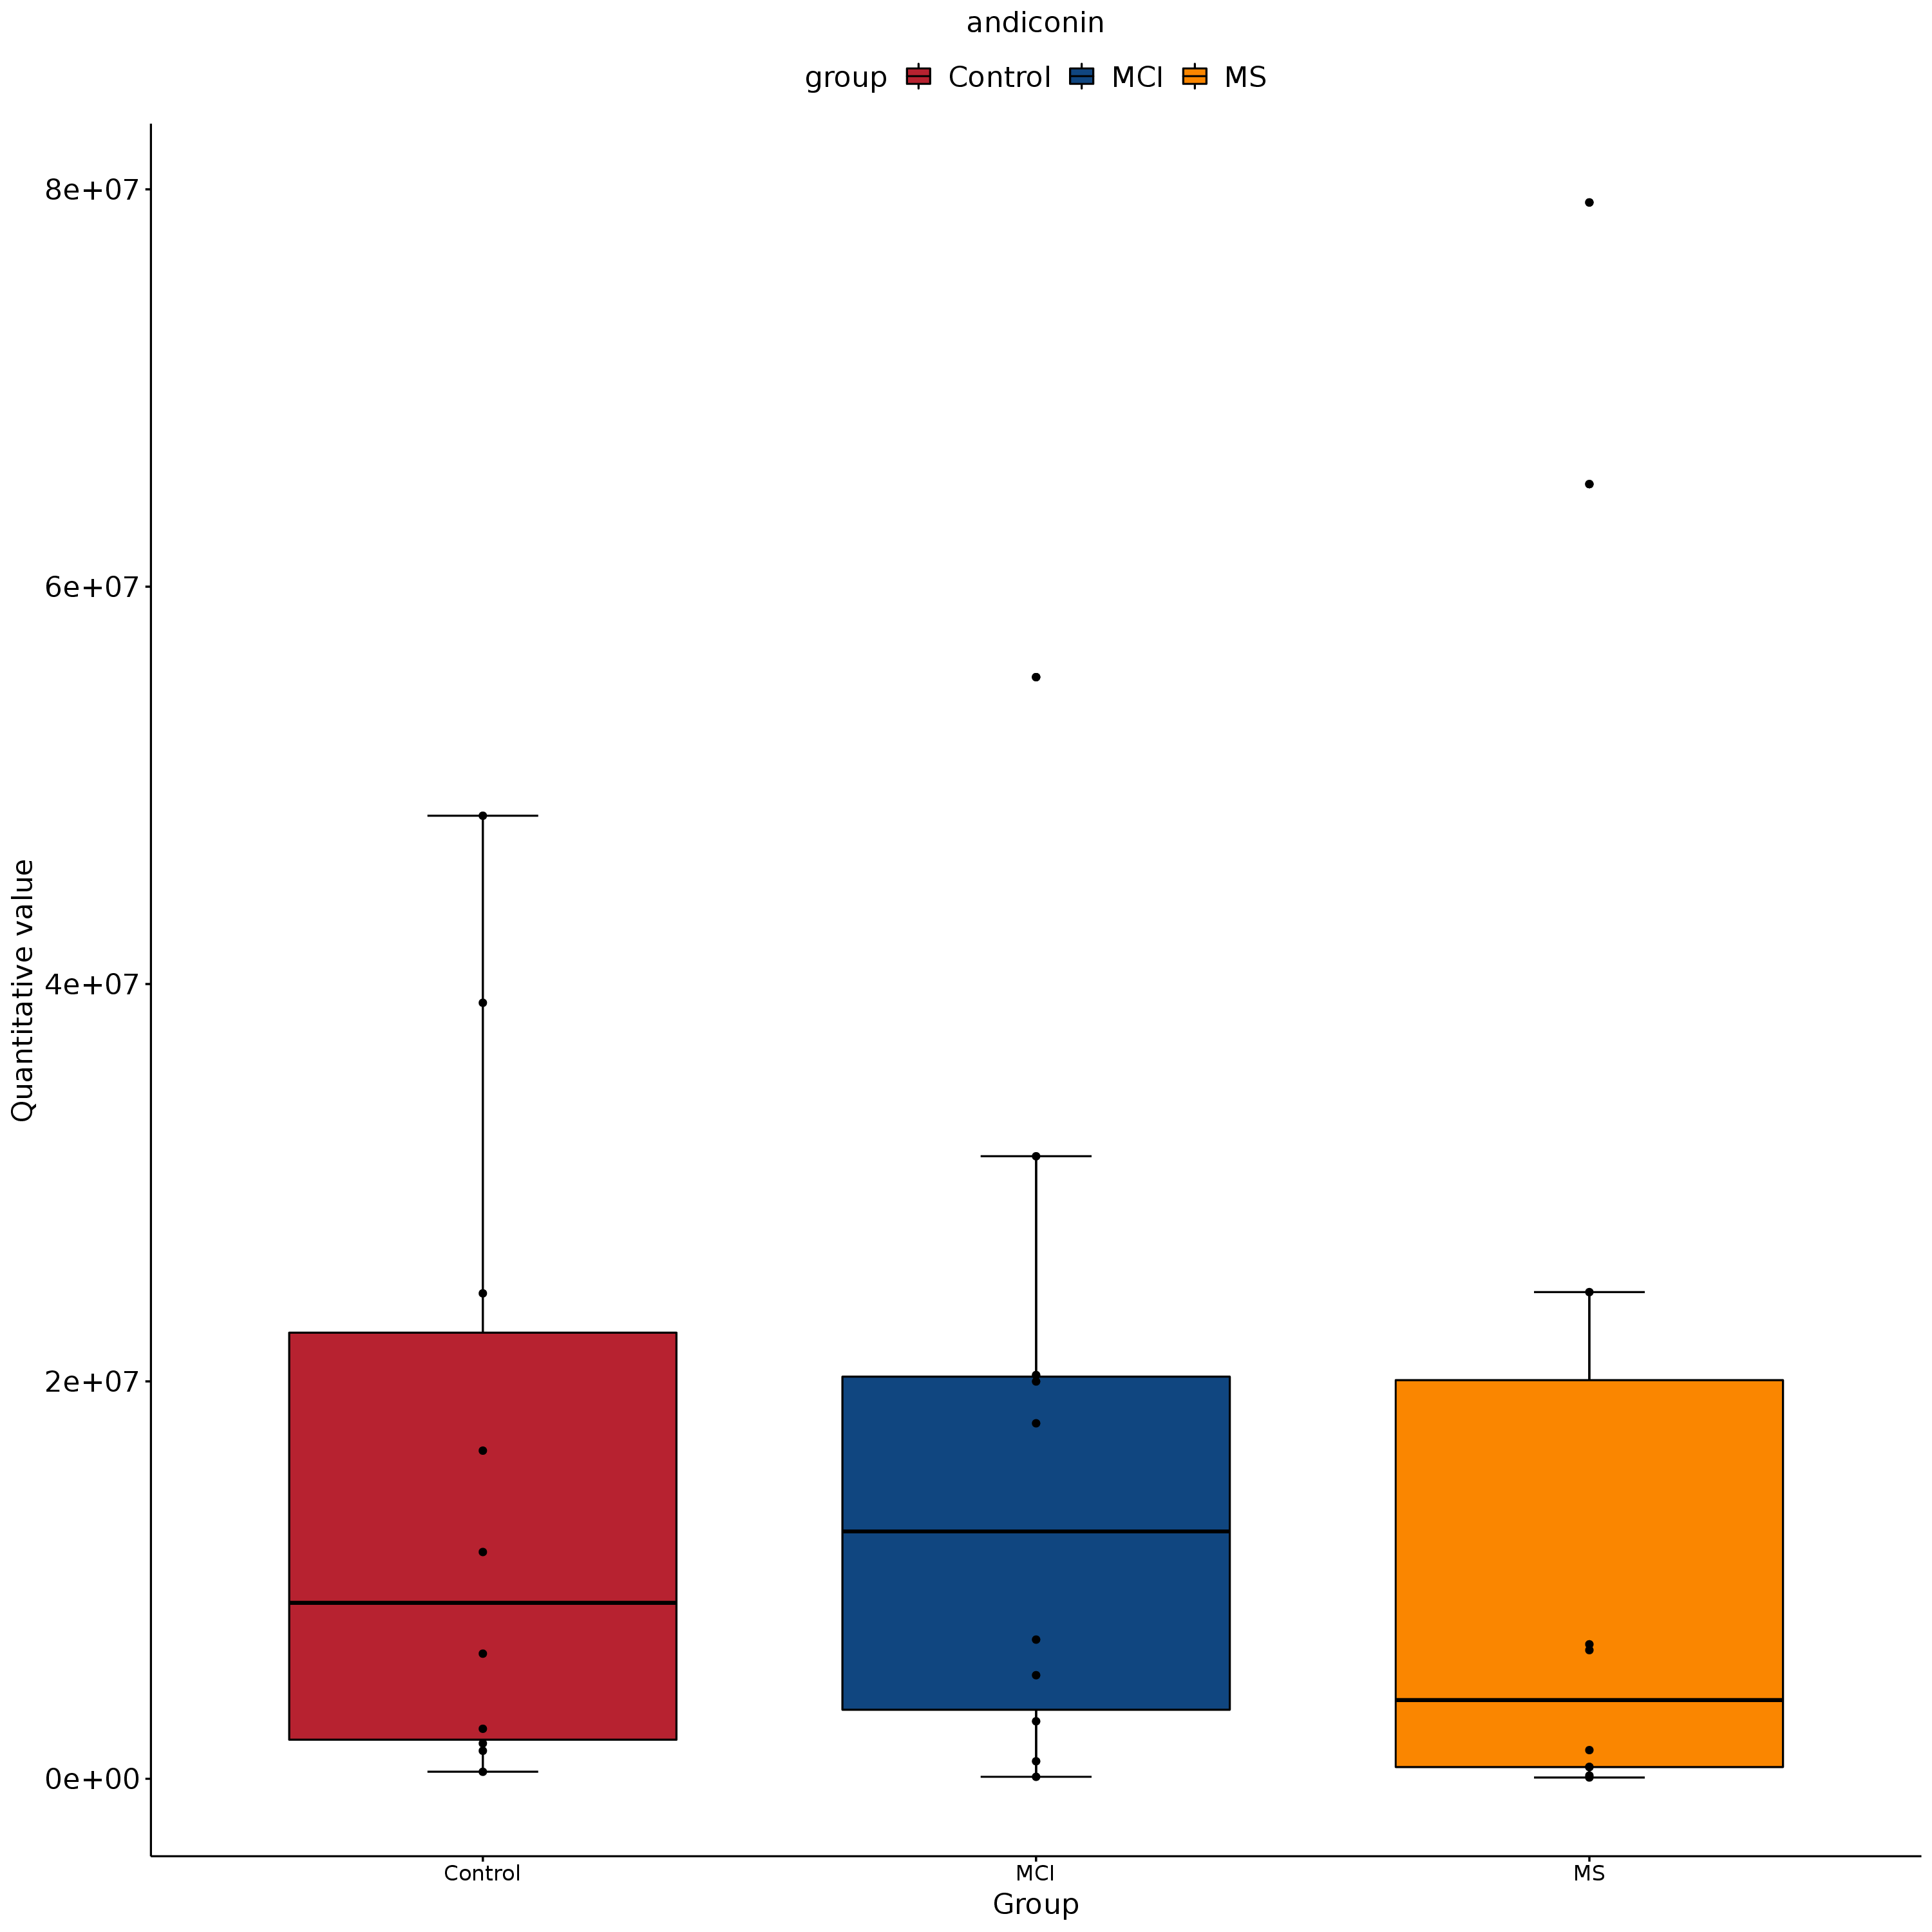 andiconin
group Control MCI MS
8e+07
6e+07
4e+07
2e+07
0e+00
Quantitative value
Control MCI MS
Group